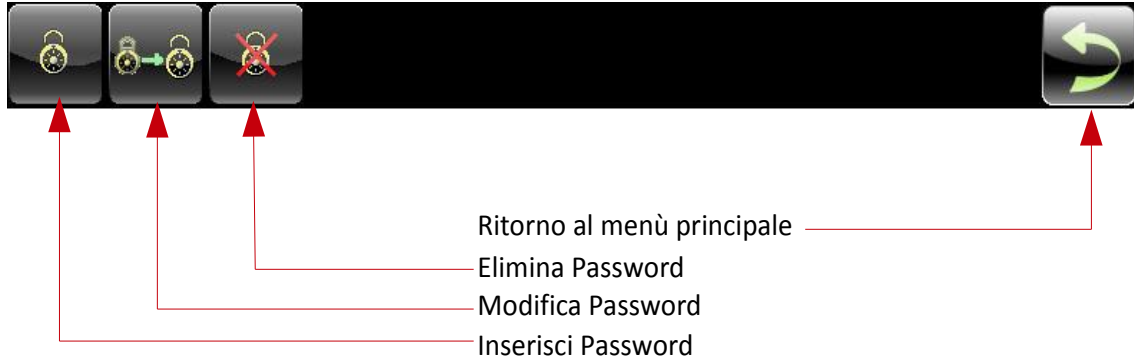 Ritorno al menù principale
Elimina Password
Modifica Password
Inserisci Password